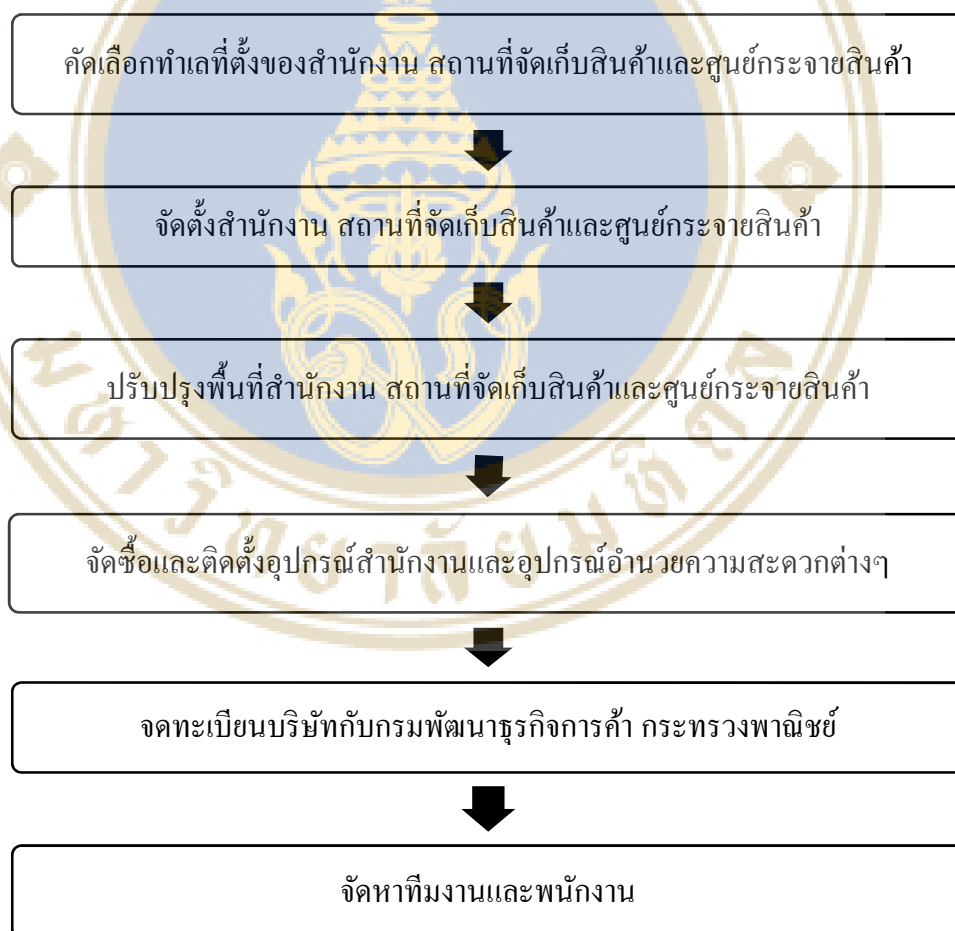 คัดเลือกทำเลที่ตั้งของสำนักงาน สถานที่จัดเก็บสินค้าและศูนย์กระจายสินค้า
จัดตั้งสำนักงาน สถานที่จัดเก็บสินค้าและศูนย์กระจายสินค้า
ปรับปรุงพื้นที่สำนักงาน สถานที่จัดเก็บสินค้าและศูนย์กระจายสินค้า
จัดซื้อและติดตั้งอุปกรณ์สำนักงานและอุปกรณ์อำนวยความสะดวกต่างๆ
มหาวิทยาลัยมหิดล
จดทะเบียนบริษัทกับกรมพัฒนาธุรกิจการค้า กระทรวงพาณิชย์
จัดหาทีมงานและพนักงาน